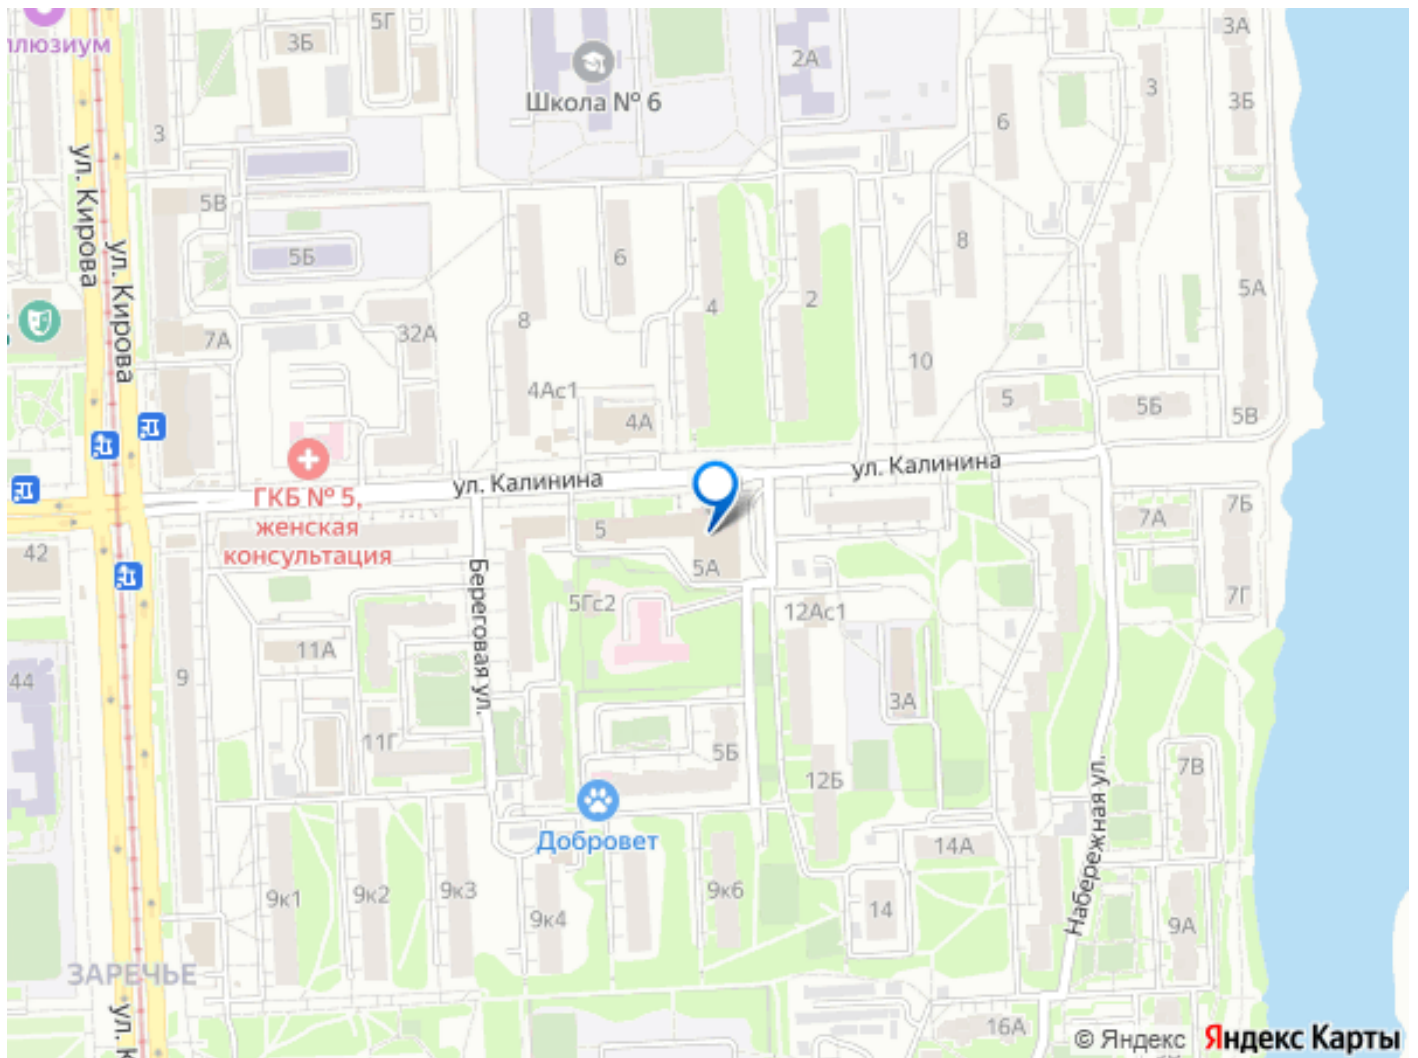 ллюзиум
3Б
5Г
2А
3А
3
3Б
Школа № 6
6
3
ул. Кирова
5В
ул. Кирова
5Б
6
8
5А
4
2
32А
8
7А
10
4Ас1
4А
5
5Б
5В
ул. Калинина
ул. Калинина
ГКБ № 5,
женская
консультация
5
7А
7Б
42
5А
Береговая ул.
5Гс2
12Ас1
7Г
11А
9
44
3А
11Г
5Б
12Б
7В
Набережная ул.
Добровет
14А
9к1
9к2
9к3
9к4
9к6
14
9А
ЗАРЕЧЬЕ
ул. К
16А
© Яндекс Яндекс Карты